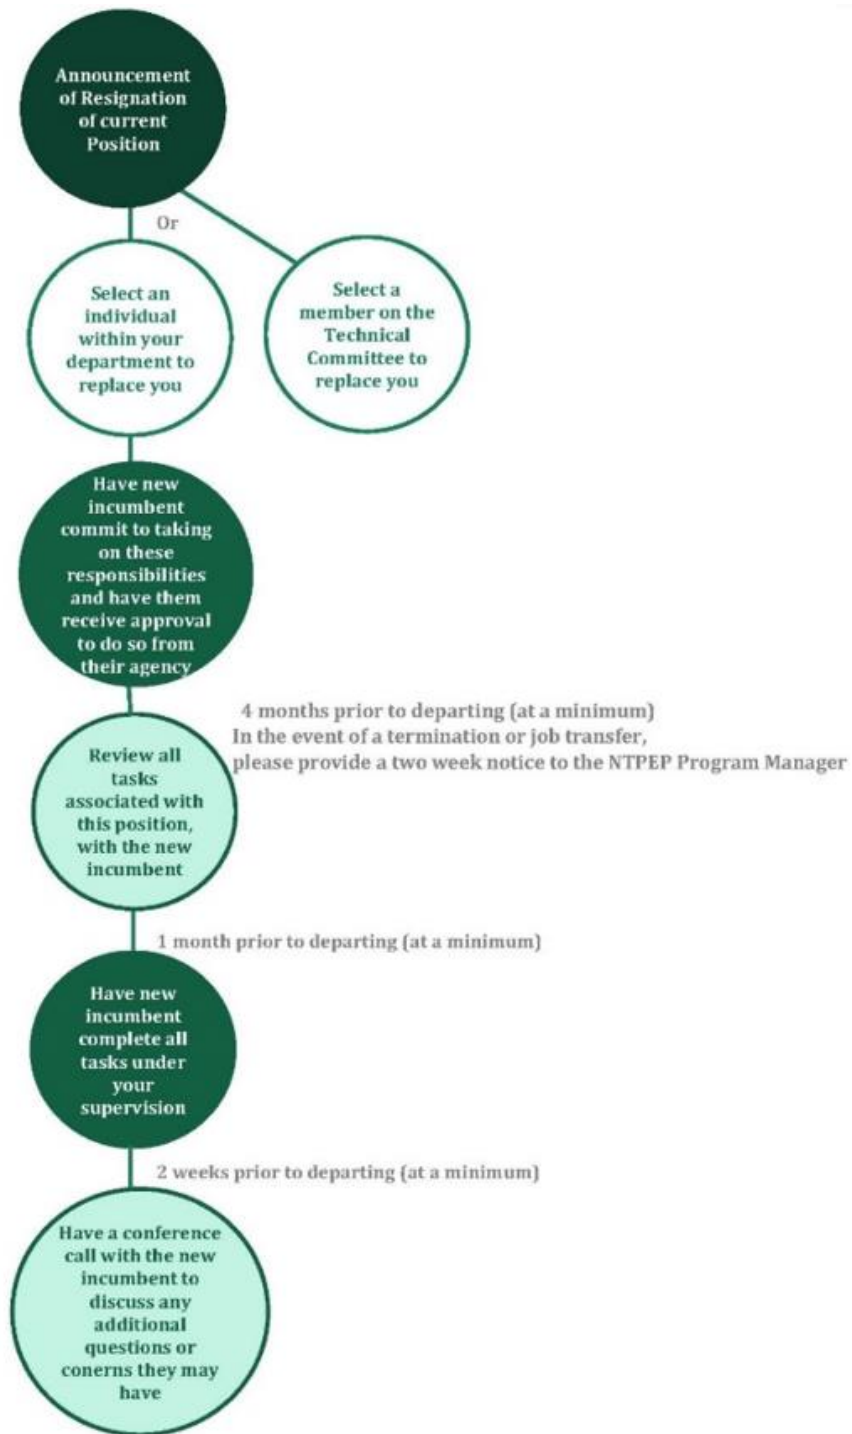 Announcement
of Resignation
of current
Position
Or
Select an
individual
within your
department to
replace you
Select a
member on the
Technical
Committee to
replace you
Have new
incumbent
commit to taking
on these
responsibilities
and have them
receive approval
to do so from
their agency
4 months prior to departing (at a minimum)
In the event of a termination or job transfer,
please provide a two week notice to the NTPEP Program Manager
Review all
tasks
associated with
this position,
with the new
incumbent
1 month prior to departing (at a minimum)
Have new
incumbent
complete all
tasks under
your
supervision
2 weeks prior to departing (at a minimum)
Have a conference
call with the new
incumbent to
discuss any
additional
questions or
conerns they may
have